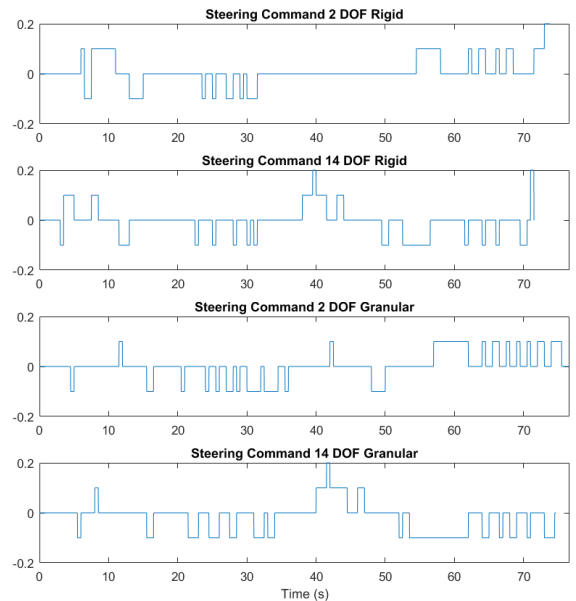 Steering Command 2 DOF Rigid
0.2
0
-0.2
0 10 20 30 40 50 60 70
Steering Command 14 DOF Rigid
0.2
0
-0.2
0 10 20 30 40 50 60 70
Steering Command 2 DOF Granular
0.2
0
-0.2
0 10 20 30 40 50 60 70
Steering Command 14 DOF Granular
0.2
0
-0.2
0 10 20 30 40 50 60 70
Time (s)